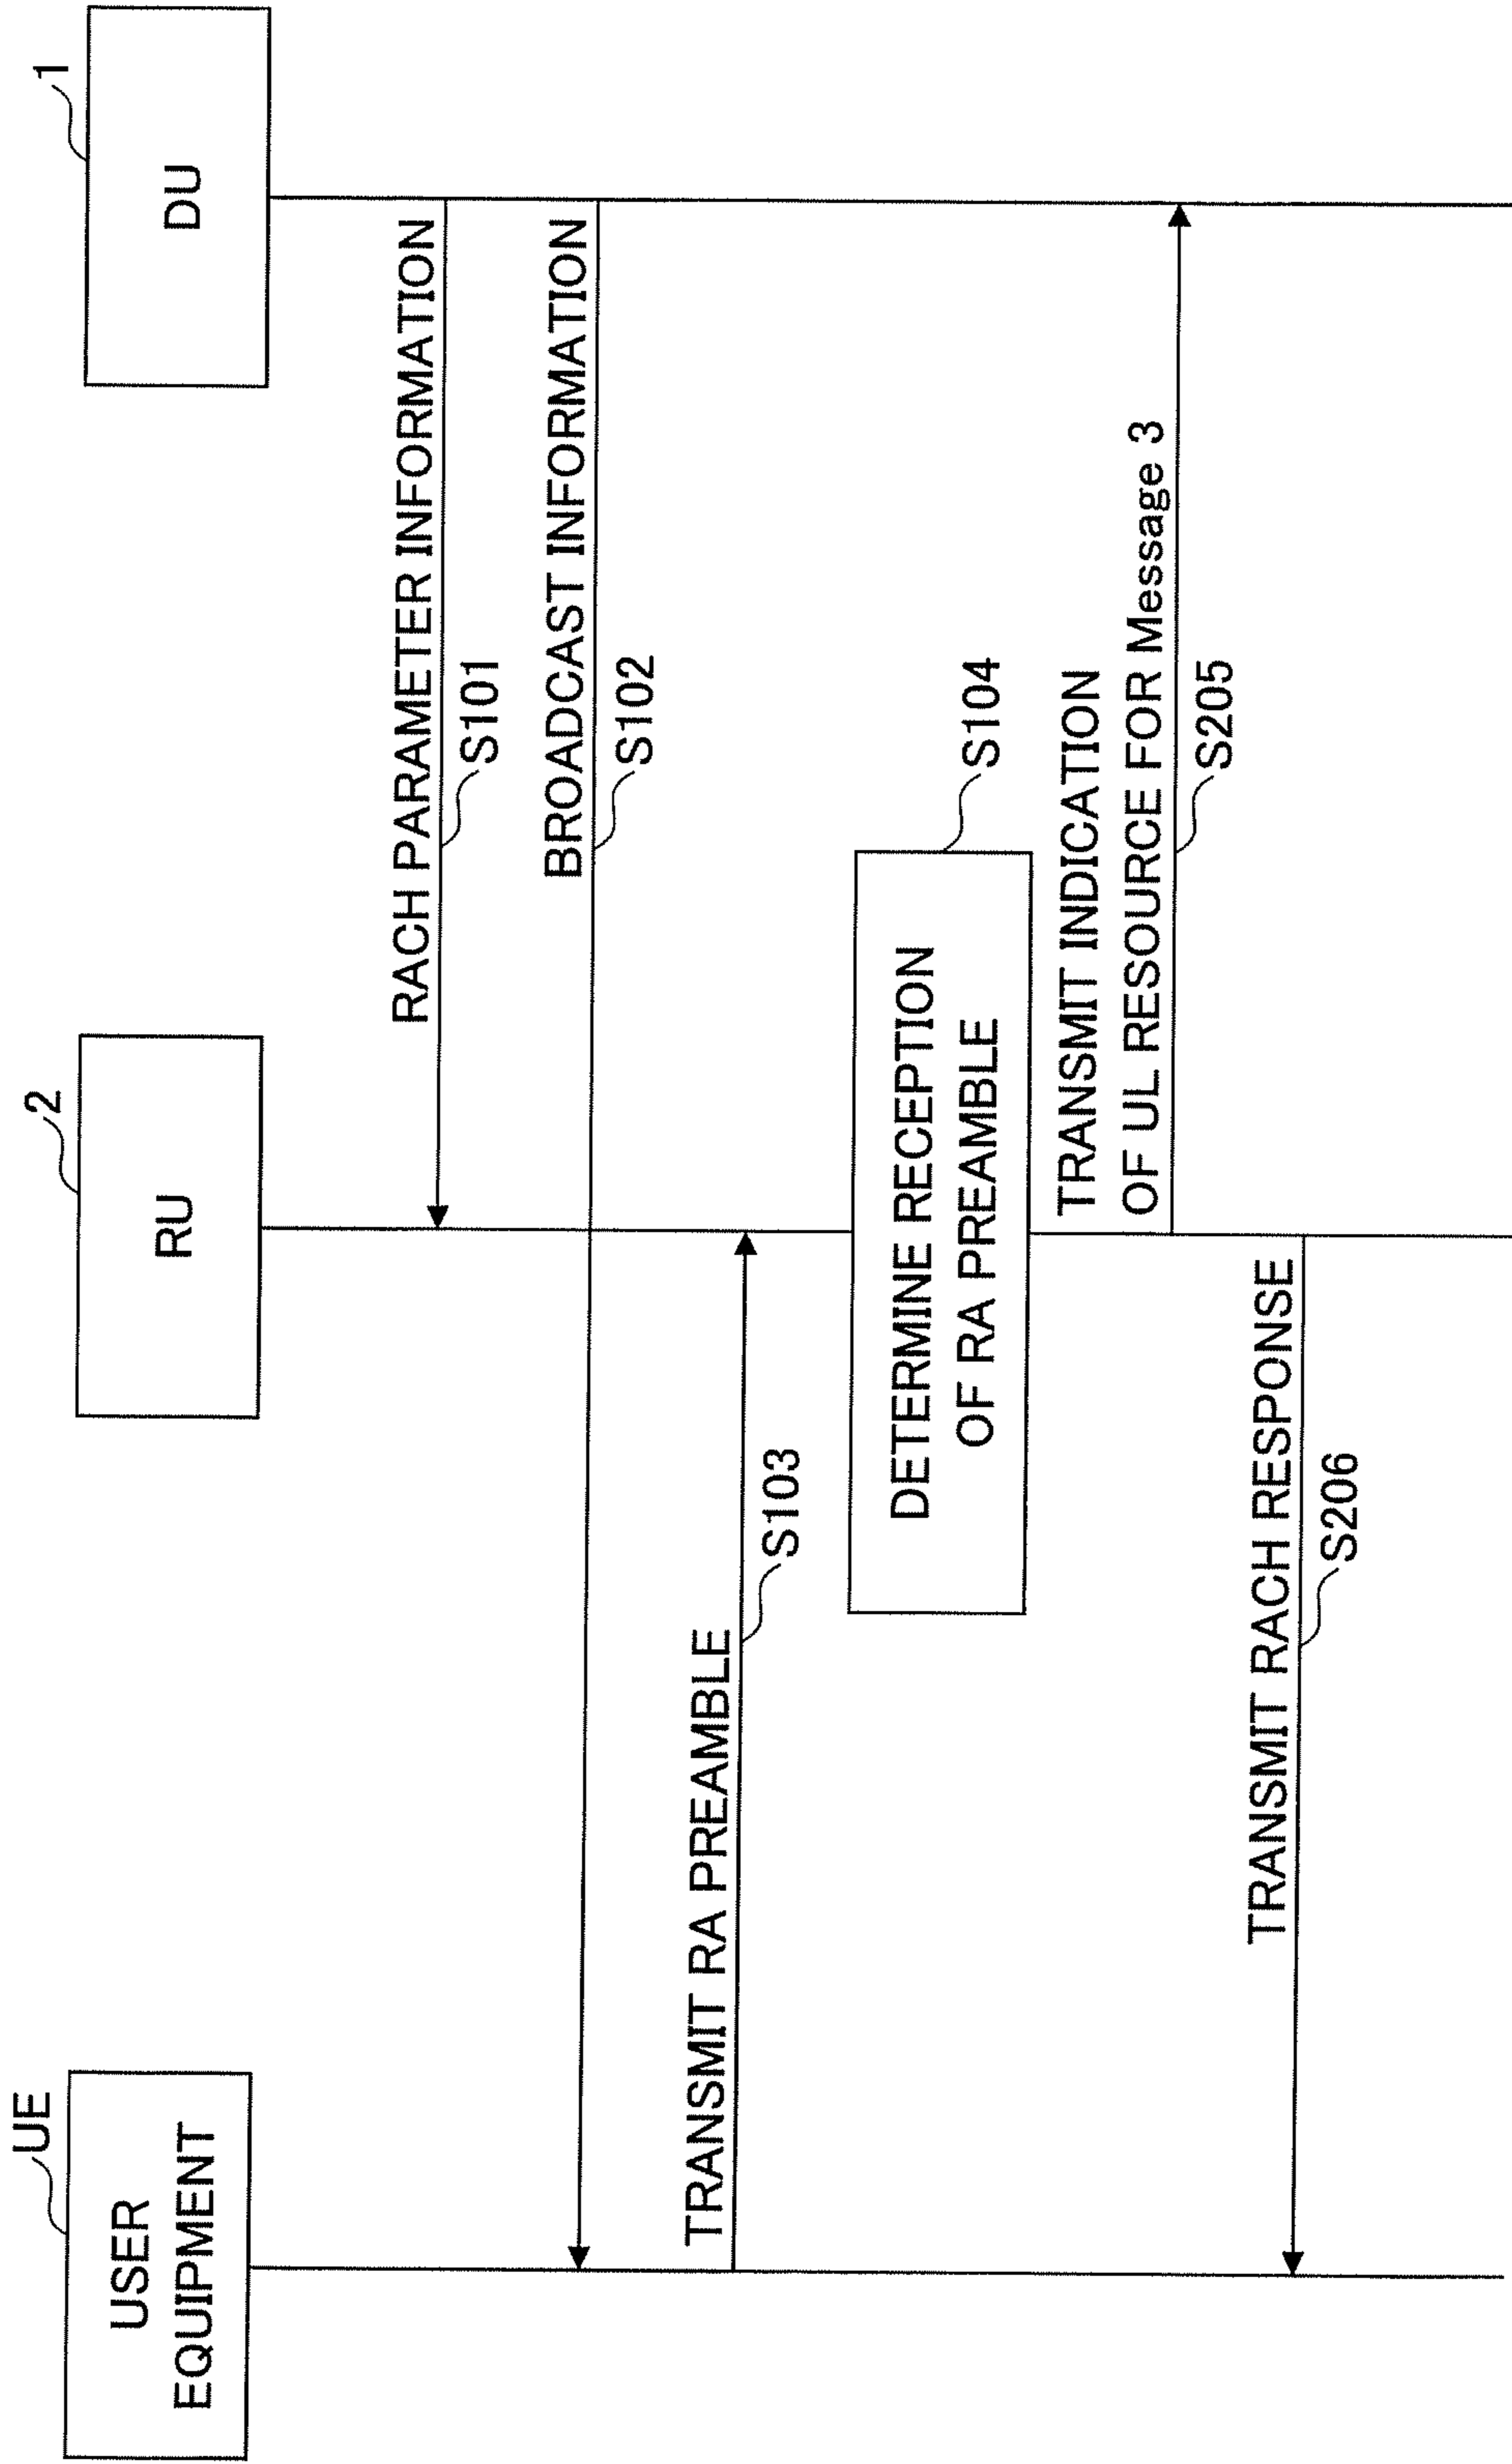 UE
USER
EQUIPMENT
2
RU
1
DU
RACH PARAMETER INFORMATION
S101
BROADCAST INFORMATION
S102
TRANSMIT RA PREAMBLE
S103
DETERMINE RECEPTION
OF RA PREAMBLE
S104
TRANSMIT INDICATION
OF UL RESOURCE FOR Message 3
S205
TRANSMIT RACH RESPONSE
S206